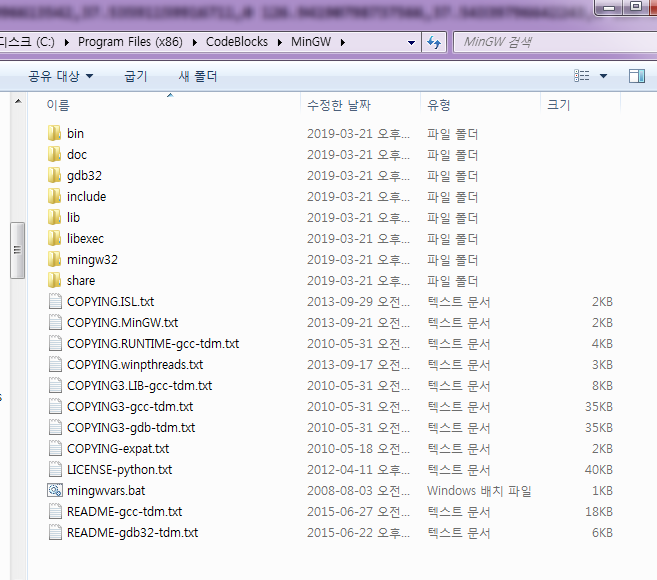 디스크 (C:) ▸ Program Files (x86) ▸ CodeBlocks ▸ MinGW ▸ MinGW 검색
공유 대상 굽기 새 폴더
이름 수정한 날짜 유형 크기
bin 2019-03-21 오후... 파일 폴더
doc 2019-03-21 오후... 파일 폴더
gdb32 2019-03-21 오후... 파일 폴더
include 2019-03-21 오후... 파일 폴더
lib 2019-03-21 오후... 파일 폴더
libexec 2019-03-21 오후... 파일 폴더
mingw32 2019-03-21 오후... 파일 폴더
share 2019-03-21 오후... 파일 폴더
COPYING.ISL.txt 2013-09-29 오전... 텍스트 문서 2KB
COPYING.MinGW.txt 2013-09-21 오전... 텍스트 문서 2KB
COPYING.RUNTIME-gcc-tdm.txt 2010-05-31 오전... 텍스트 문서 4KB
COPYING.winpthreads.txt 2013-09-17 오전... 텍스트 문서 3KB
COPYING3.LIB-gcc-tdm.txt 2010-05-31 오전... 텍스트 문서 8KB
COPYING3-gcc-tdm.txt 2010-05-31 오전... 텍스트 문서 35KB
COPYING3-gdb-tdm.txt 2010-05-31 오후... 텍스트 문서 35KB
COPYING-expat.txt 2010-05-18 오전... 텍스트 문서 2KB
LICENSE-python.txt 2012-04-11 오후... 텍스트 문서 40KB
mingwvars.bat 2008-08-03 오전... Windows 배치 파일 1KB
README-gcc-tdm.txt 2015-06-27 오전... 텍스트 문서 18KB
README-gdb32-tdm.txt 2015-06-22 오후... 텍스트 문서 6KB